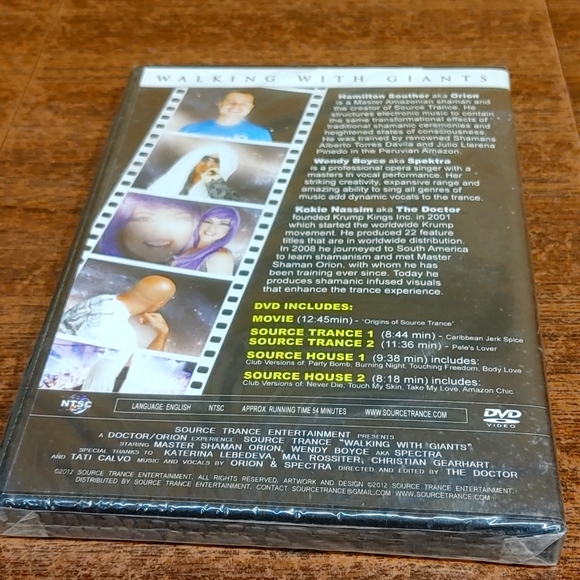 WALKING WITH GIANTS
Hamilton Souther aka Orion
is a Master Amazonian shaman and
the creator of Source Trance. He
structures electronic music to contain
the same transformational effects of
traditional shamanic ceremonies and
heightened states of consciousness.
He was trained by renowned Shamans
Alberto Torres Davila and Julio Llerena
Pinedo in the Peruvian Amazon.
Wendy Boyce aka Spektra
is a professional opera singer with a
masters in vocal performance. Her
striking creativity, expansive range and
amazing ability to sing all genres of
music add dynamic vocals to the trance.
Kokie Nassim aka The Doctor
founded Krump Kings Inc. in 2001
which started the worldwide Krump
movement. He produced 22 feature
titles that are in worldwide distribution.
In 2008 he journeyed to South America
to learn shamanism and met Master
Shaman Orion, with whom he has
been training ever since. Today he
produces shamanic infused visuals
that enhance the trance experience.
DVD INCLUDES:
MOVIE (12:45min) - "Origins of Source Trance"
SOURCE TRANCE 1 (8:44 min) - Caribbean Jerk Spice
SOURCE TRANCE 2 (11:36 min) - Pele's Lover
SOURCE HOUSE 1 (9:38 min) includes:
Club Versions of: Party Bomb, Burning Night, Touching Freedom, Body Love
SOURCE HOUSE 2 (8:18 min) includes:
Club Versions of: Never Die, Touch My Skin, Take My Love, Amazon Chic
NTSC
LANGUAGE: ENGLISH NTSC APPROX. RUNNING TIME 54 MINUTES WWW.SOURCETRANCE.COM
DVD
VIDEO
SOURCE TRANCE ENTERTAINMENT PRESENTS
A DOCTOR/ORION EXPERIENCE SOURCE TRANCE "WALKING WITH GIANTS"
STARRING MASTER SHAMAN ORION, WENDY BOYCE AKA SPEKTRA
SPECIAL THANKS TO KATERINA LEBEDEVA, MAL ROSSITER, CHRISTIAN GEARHART
AND TATI CALVO MUSIC AND VOCALS BY ORION & SPEKTRA DIRECTED AND EDITED BY THE DOCTOR
©2012 SOURCE TRANCE ENTERTAINMENT. ALL RIGHTS RESERVED. ARTWORK AND DESIGN ©2012 SOURCE TRANCE ENTERTAINMENT.
DISTRIBUTED BY SOURCE TRANCE ENTERTAINMENT. CONTACT SOURCETRANCE@GMAIL.COM WWW.SOURCETRANCE.COM